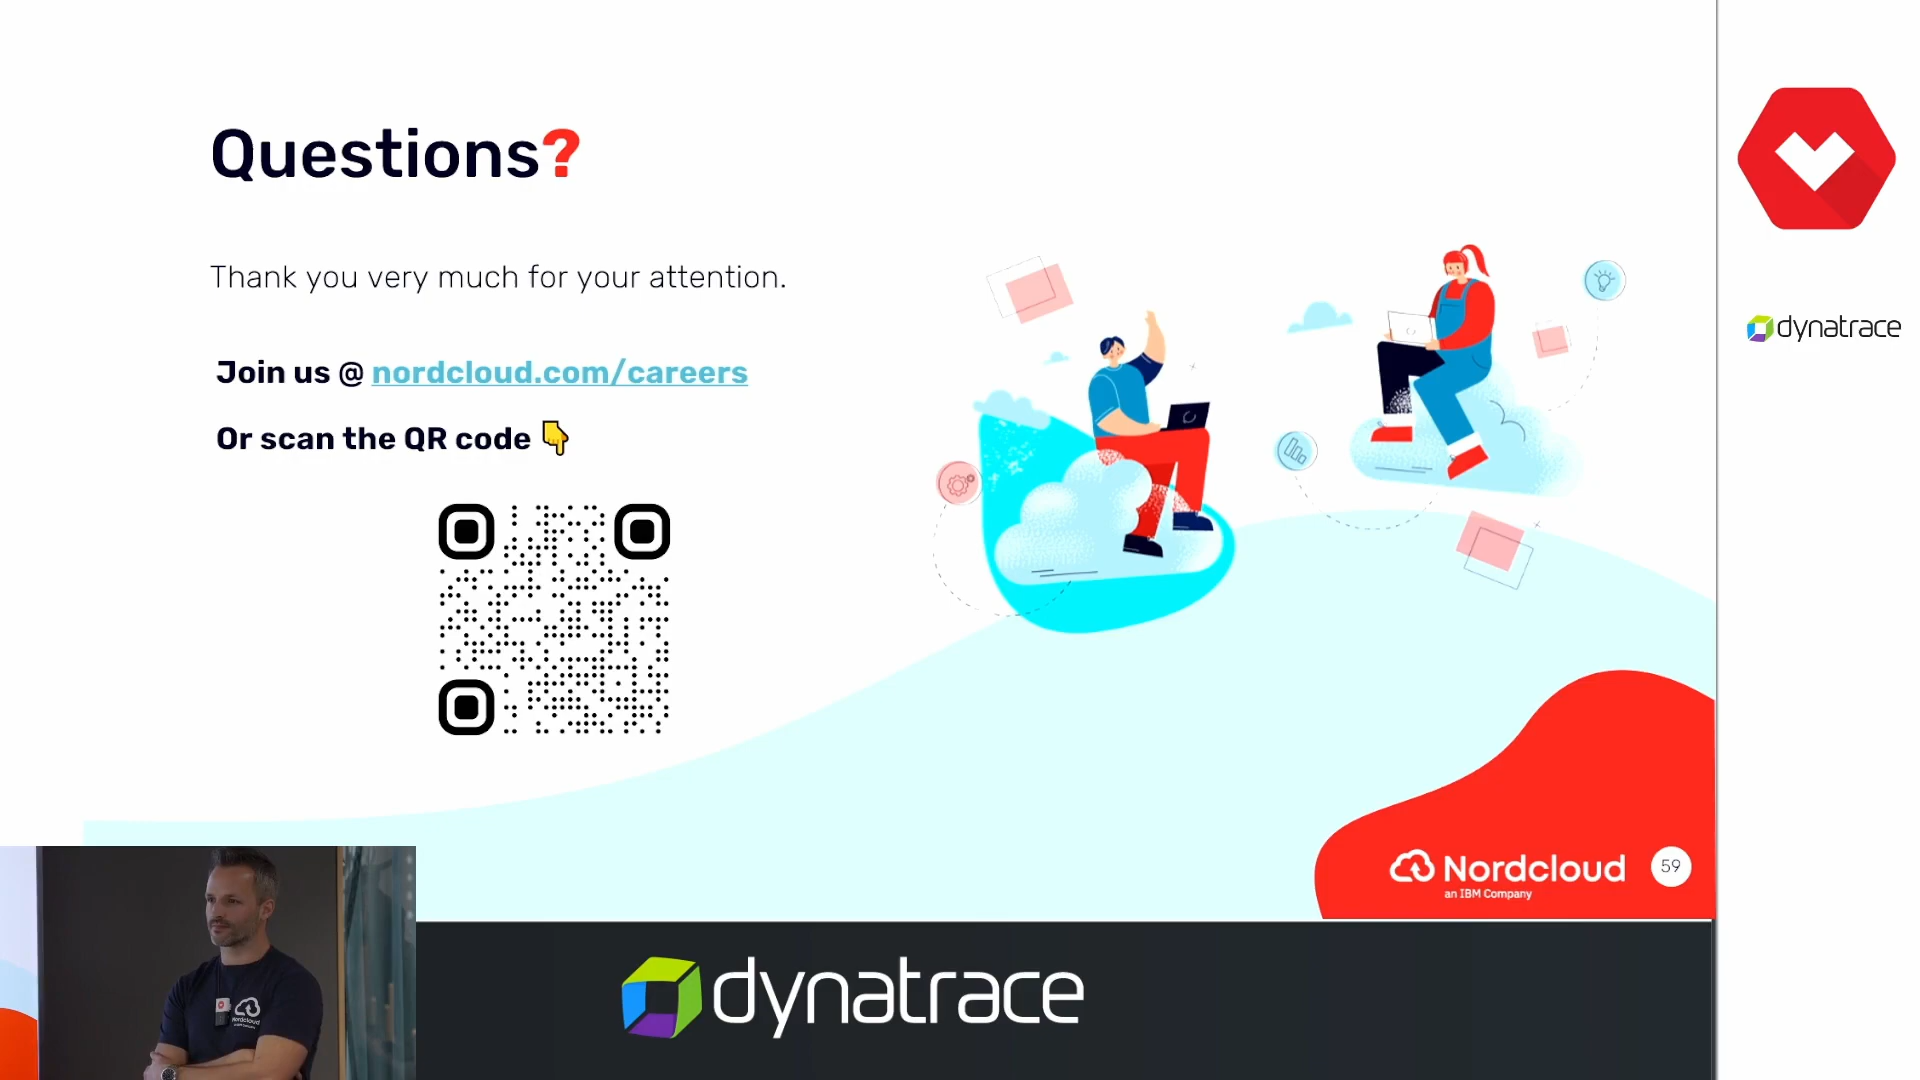 Questions?
Thank you very much for your attention.
Join us @ nordcloud.com/careers
Or scan the QR code 👇
dynatrace
Nordcloud
an IBM Company
59
Nordcloud
dynatrace